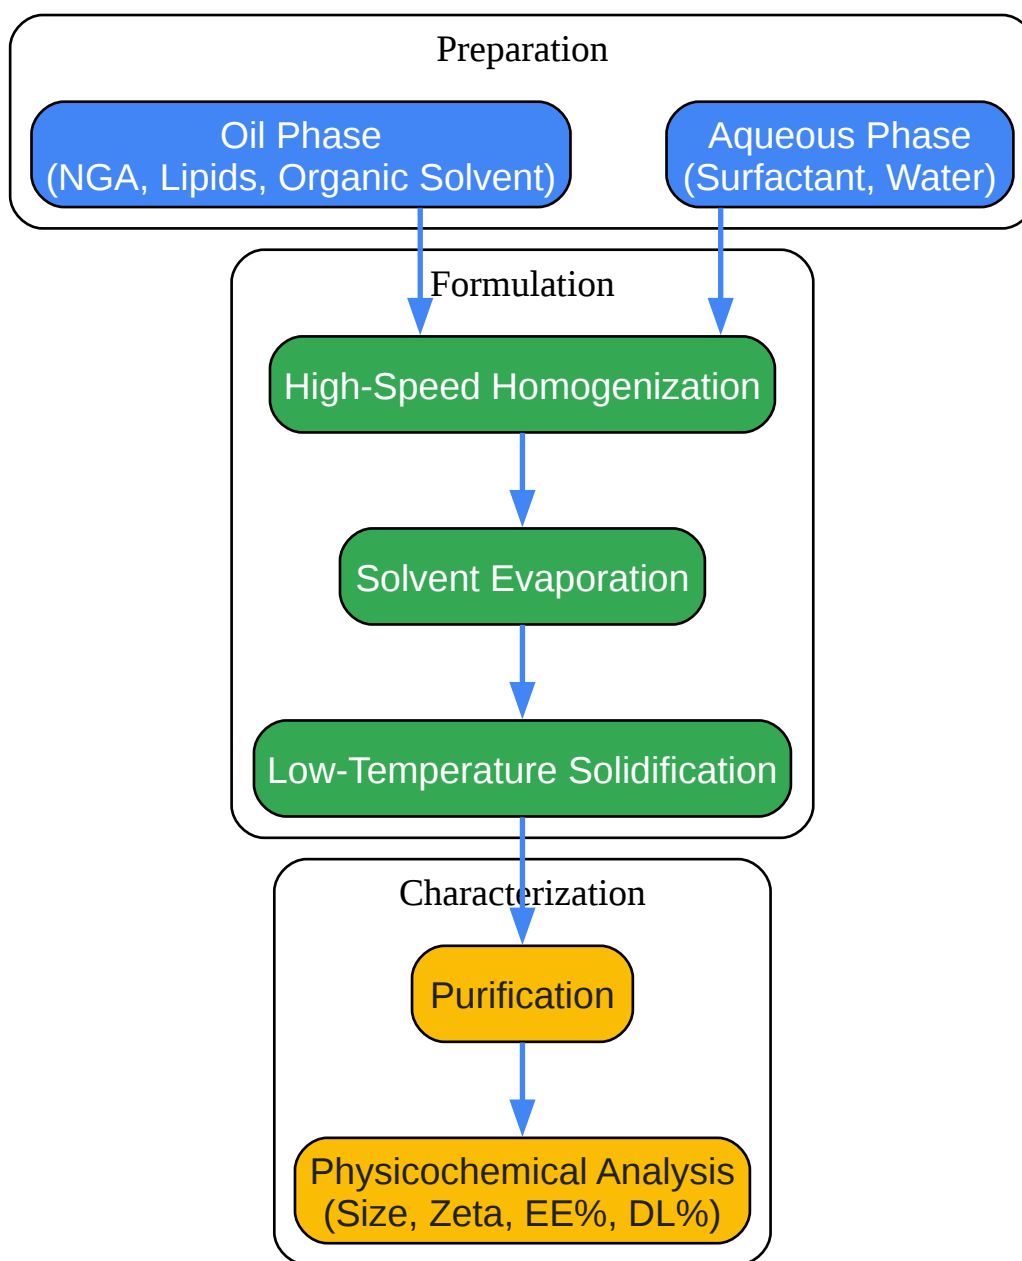 Preparation
Oil Phase
(NGA, Lipids, Organic Solvent)
Aqueous Phase
(Surfactant, Water)
Formulation
High-Speed Homogenization
Solvent Evaporation
Low-Temperature Solidification
Characterization
Purification
Physicochemical Analysis
(Size, Zeta, EE%, DL%)